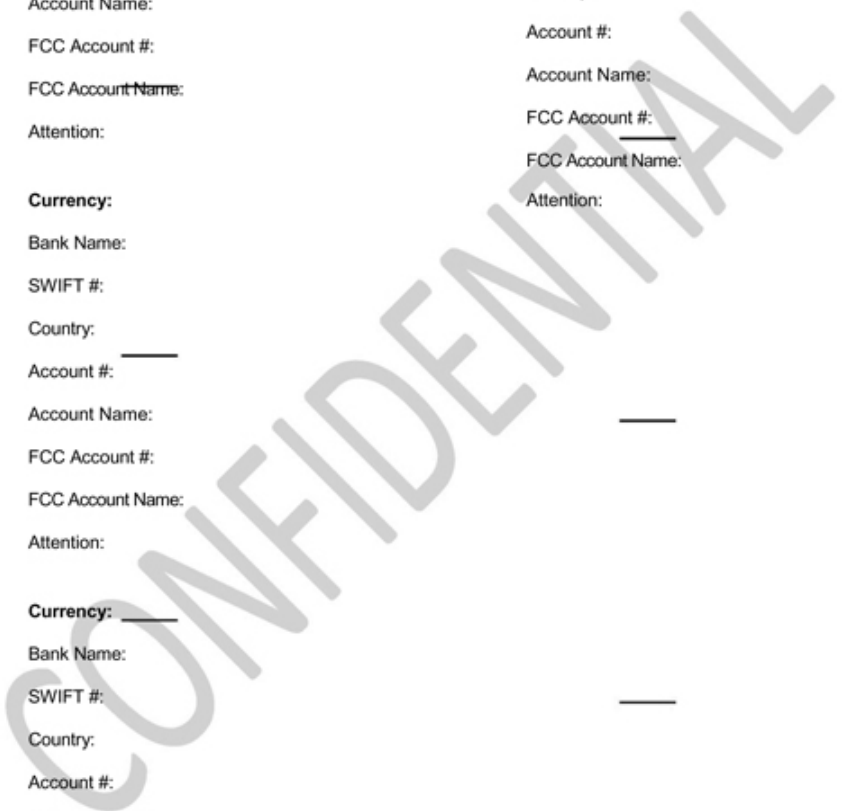 Account Name:
FCC Account #:
FCC Account Name:
Attention:
Currency:
Bank Name:
SWIFT #:
Country:
Account #:
Account Name:
FCC Account #:
FCC Account Name:
Attention:
Currency:
Bank Name:
SWIFT #:
Country:
Account #:
Account #:
Account Name:
FCC Account #:
FCC Account Name:
Attention:
CONFIDENTIAL